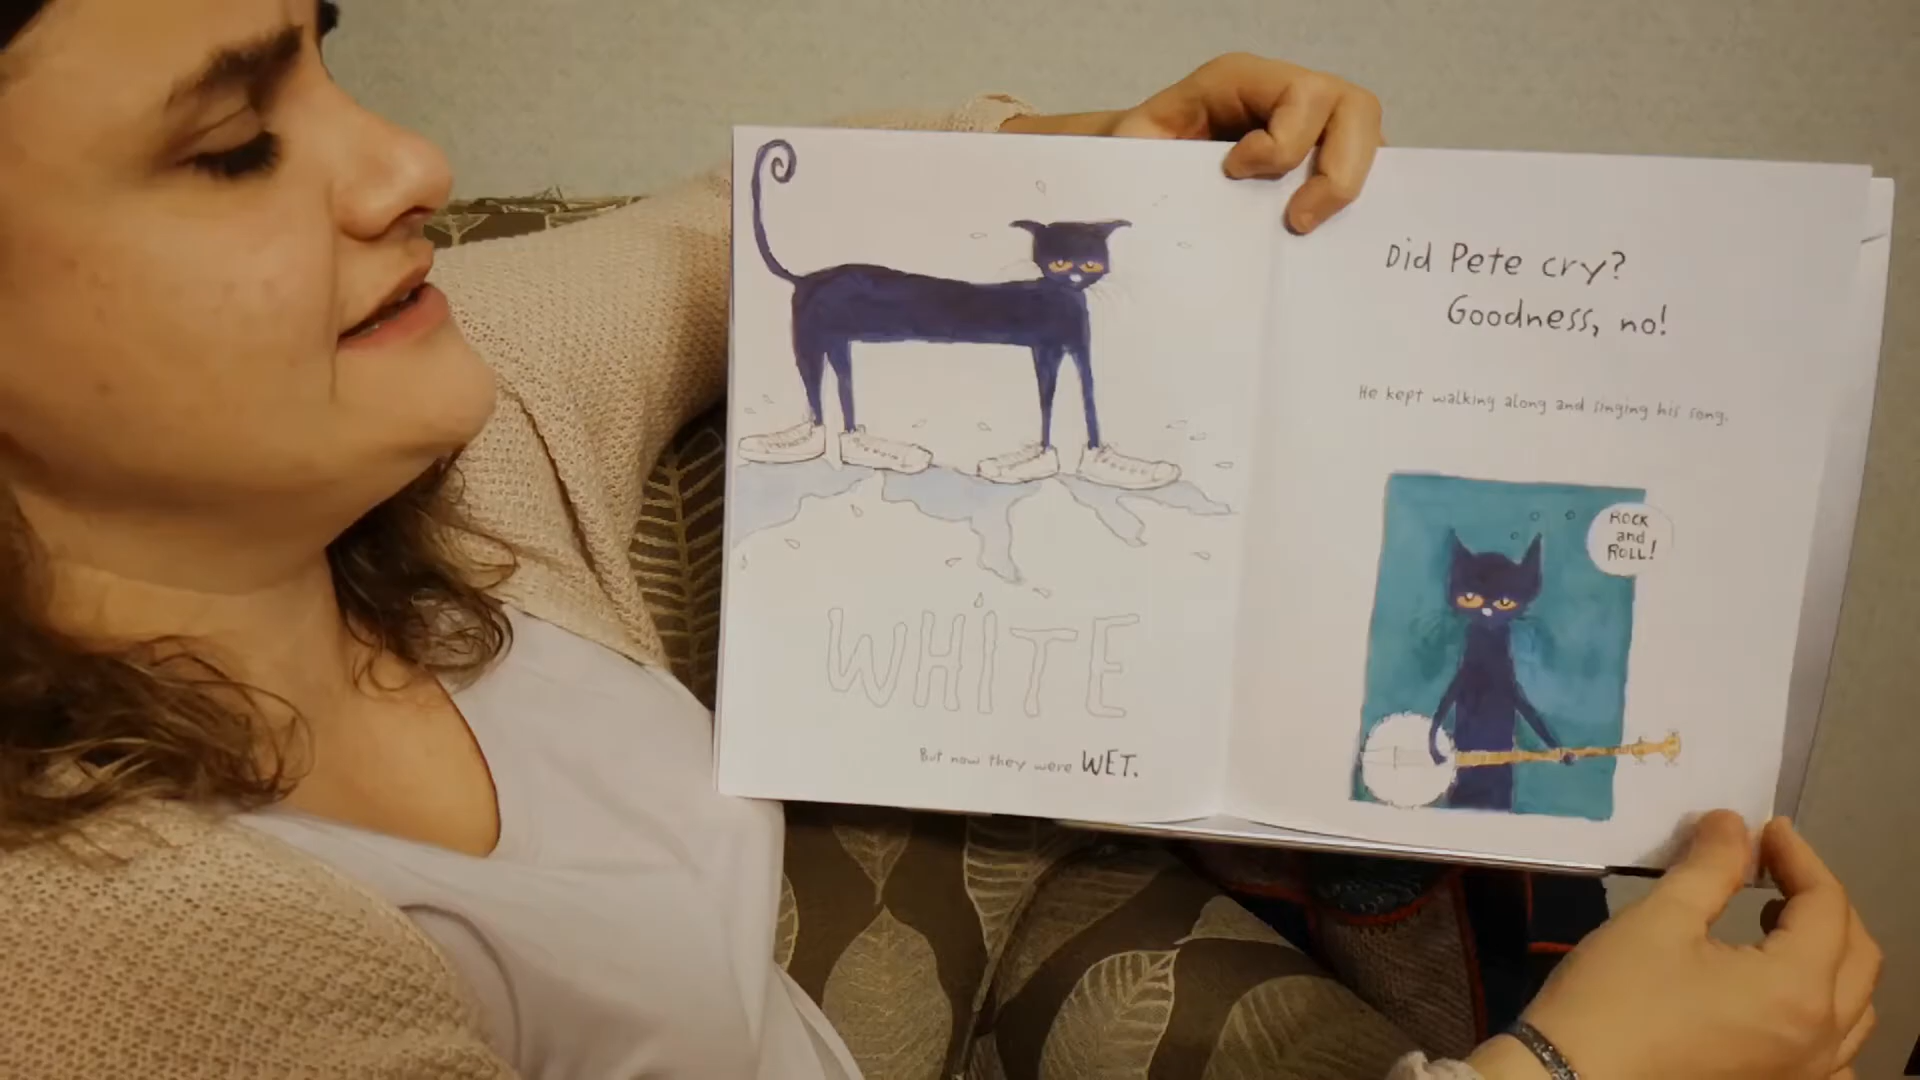 WHITE
But now they were WET.
Did Pete cry?
Goodness, no!
He kept walking along and singing his song.
ROCK
and
ROLL!